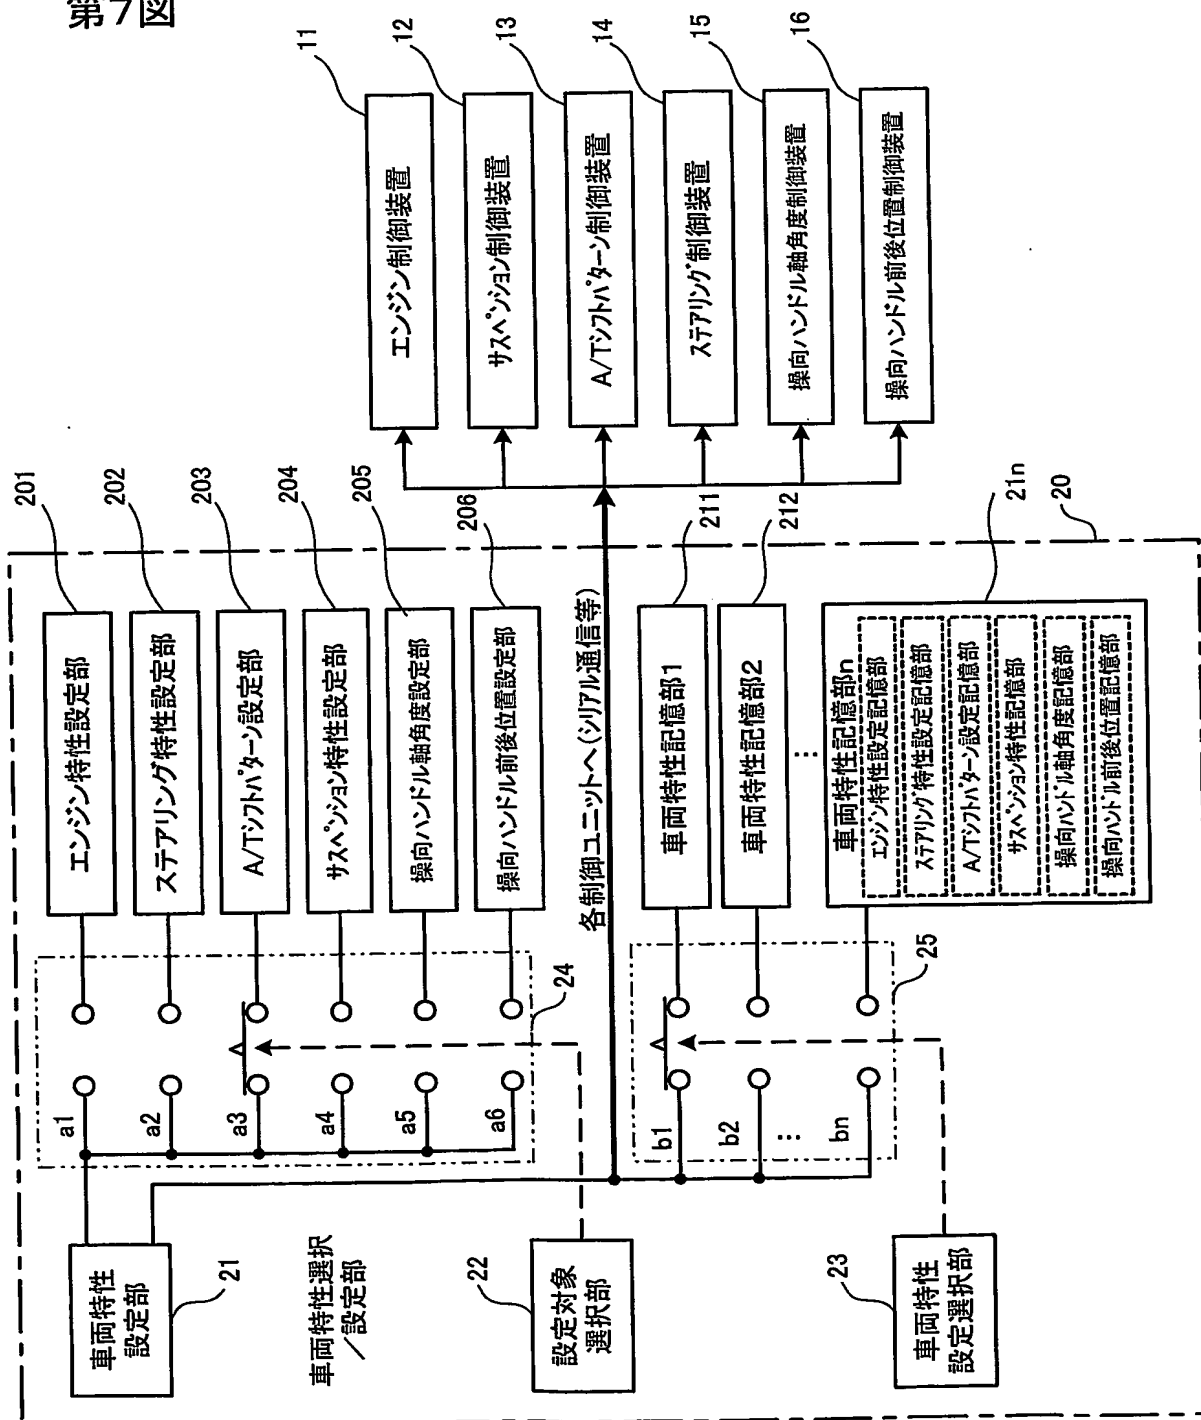 第7図
車両特性
設定部
21
車両特性選択
/設定部
設定対象
選択部
22
車両特性
設定選択部
23
a1
a2
a3
a4
a5
a6
24
b1
b2
⋮
bn
25
エンジン特性設定部
201
ステアリング特性設定部
202
A/Tシフトパターン設定部
203
サスペンション特性設定部
204
操向ハンドル軸角度設定部
205
操向ハンドル前後位置設定部
206
各制御ユニットへ(シリアル通信等)
車両特性記憶部1
211
車両特性記憶部2
212
⋮
車両特性記憶部n
エンジン特性設定記憶部
ステアリング特性設定記憶部
A/Tシフトパターン設定記憶部
サスペンション特性記憶部
操向ハンドル軸角度記憶部
操向ハンドル前後位置記憶部
21n
20
エンジン制御装置
11
サスペンション制御装置
12
A/Tシフトパターン制御装置
13
ステアリング制御装置
14
操向ハンドル軸角度制御装置
15
操向ハンドル前後位置制御装置
16